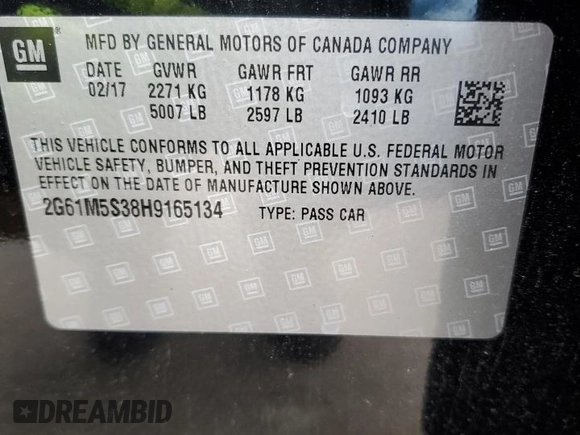 GM
MFD BY GENERAL MOTORS OF CANADA COMPANY
DATE GVWR GAWR FRT GAWR RR
02/17 2271 KG 1178 KG 1093 KG
5007 LB 2597 LB 2410 LB
THIS VEHICLE CONFORMS TO ALL APPLICABLE U.S. FEDERAL MOTOR
VEHICLE SAFETY, BUMPER, AND THEFT PREVENTION STANDARDS IN
EFFECT ON THE DATE OF MANUFACTURE SHOWN ABOVE.
2G61M5S38H9165134 TYPE: PASS CAR
DREAMBID